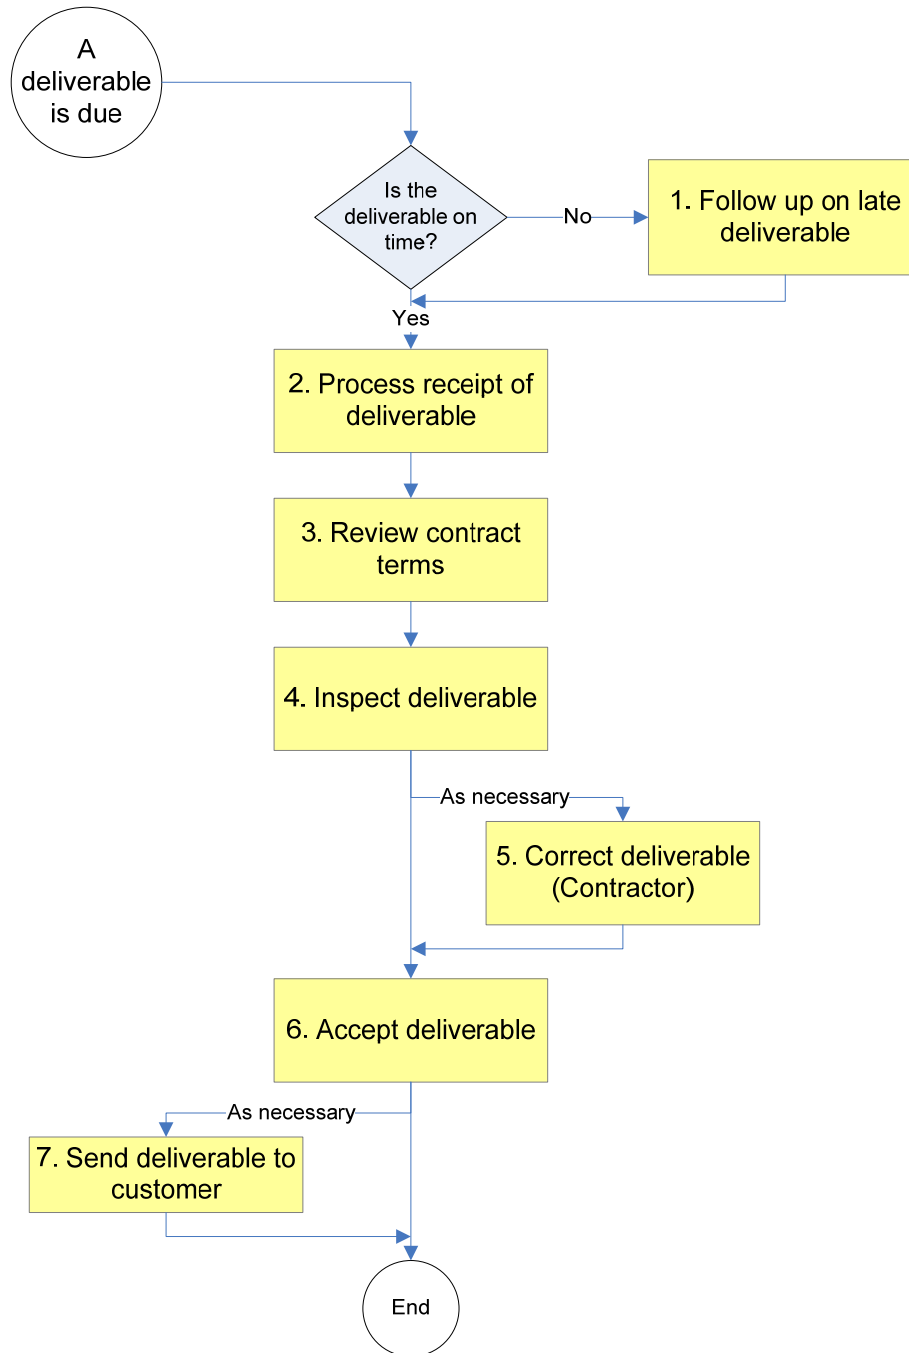 A
deliverable
is due
Is the
deliverable on
time?
No
1. Follow up on late
deliverable
Yes
2. Process receipt of
deliverable
3. Review contract
terms
4. Inspect deliverable
As necessary
5. Correct deliverable
(Contractor)
6. Accept deliverable
As necessary
7. Send deliverable to
customer
End